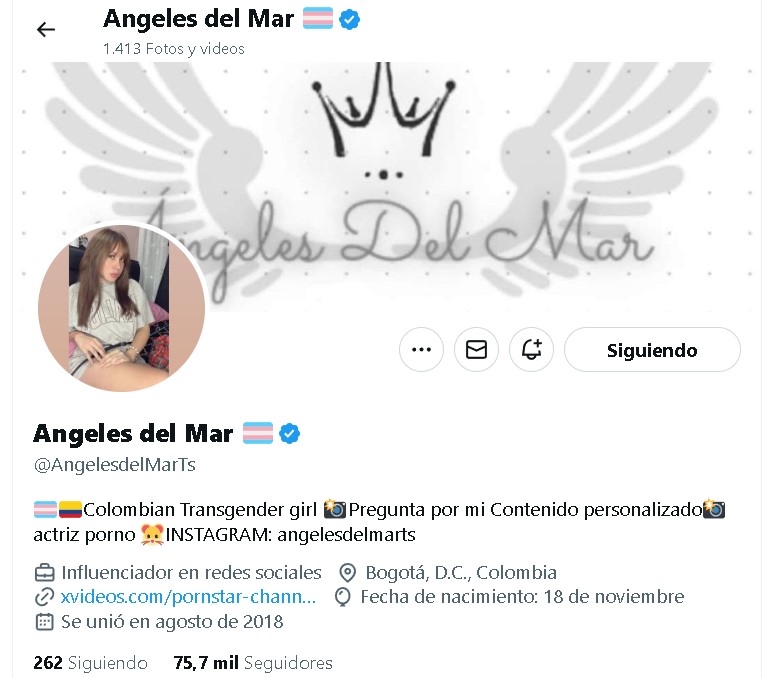 Angeles del Mar
1.413 Fotos y videos
Ángeles Del Mar
Siguiendo
Angeles del Mar
@AngelesdelMarTs
Colombian Transgender girl 📸Pregunta por mi Contenido personalizado📸
actriz porno 🐹INSTAGRAM: angelesdelmarts
Influenciador en redes sociales Bogotá, D.C., Colombia
xvideos.com/pornstar-chann... Fecha de nacimiento: 18 de noviembre
Se unió en agosto de 2018
262 Siguiendo 75,7 mil Seguidores